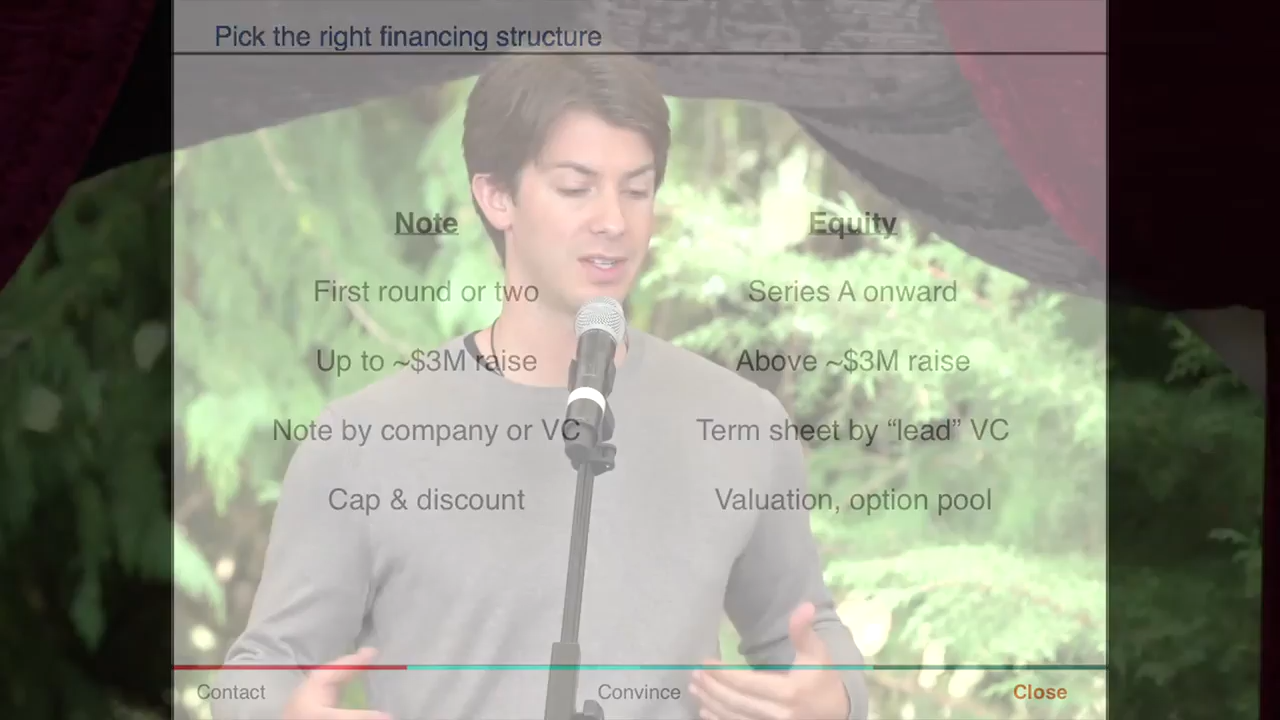 Pick the right financing structure
Note
Equity
First round or two
Series A onward
Up to ~$3M raise
Above ~$3M raise
Note by company or VC
Term sheet by “lead” VC
Cap & discount
Valuation, option pool
Contact
Convince
Close